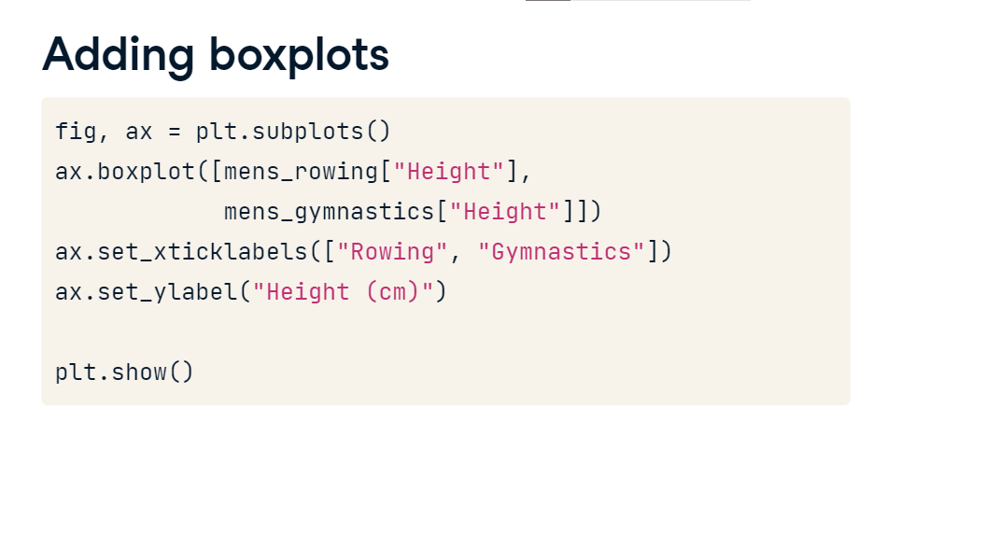 Adding boxplots
fig, ax = plt.subplots()
ax.boxplot([mens_rowing["Height"],
            mens_gymnastics["Height"]])
ax.set_xticklabels(["Rowing", "Gymnastics"])
ax.set_ylabel("Height (cm)")
plt.show()